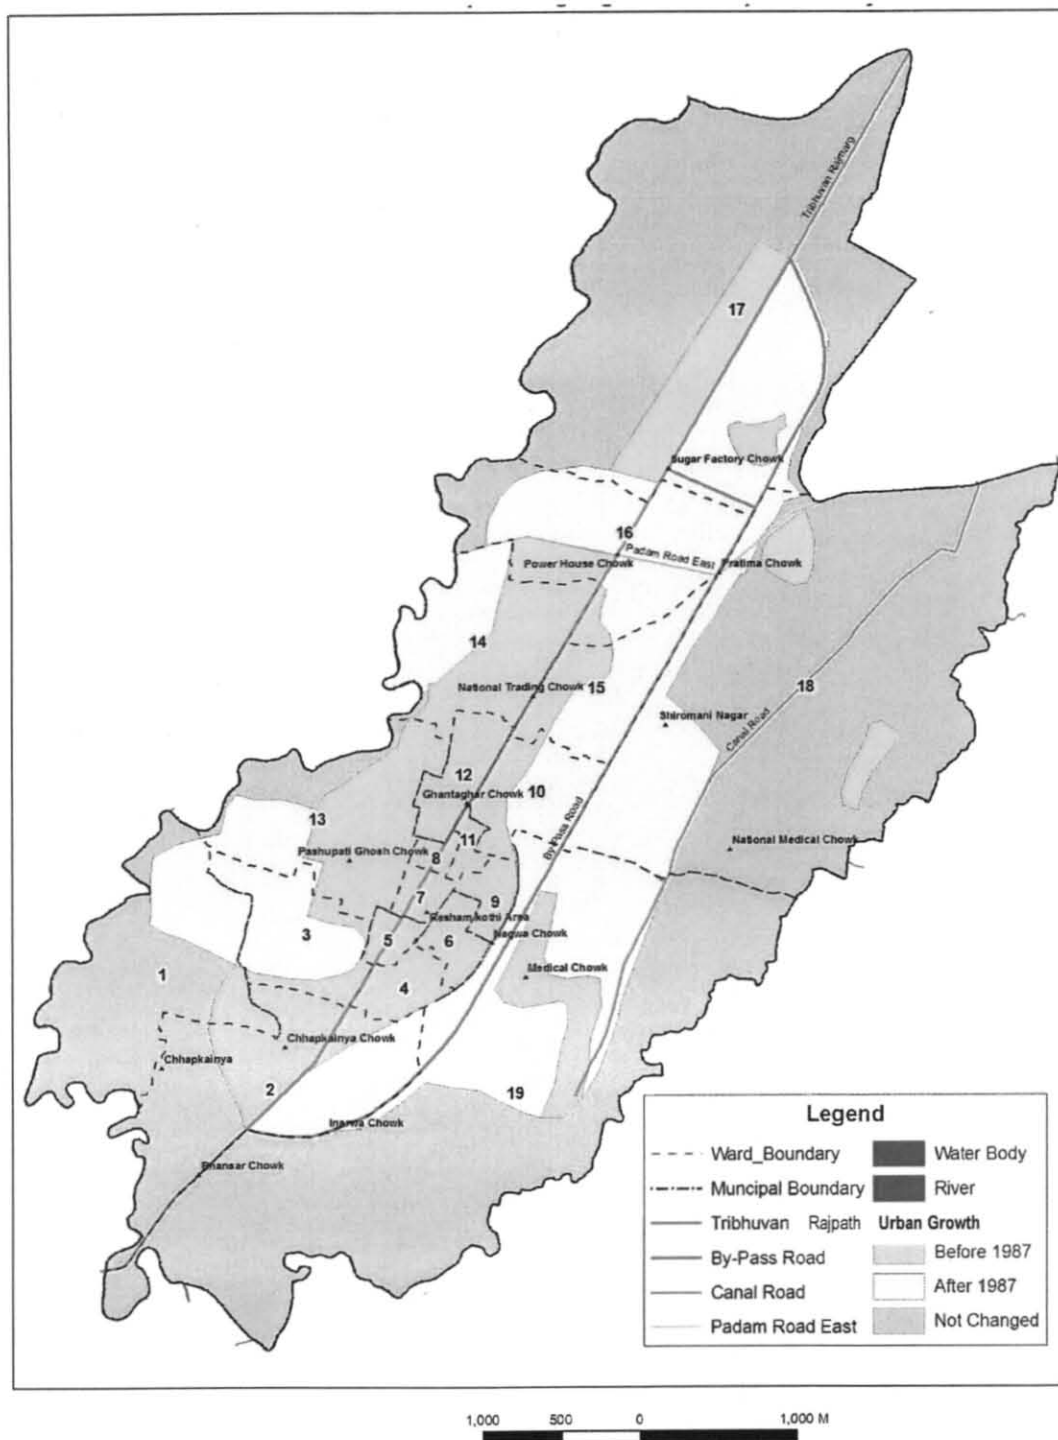 Tribhuvan Rajmarg
17
Sugar Factory Chowk
16
Padam Road East
Power House Chowk
Pratima Chowk
14
National Trading Chowk
15
18
Shiromani Nagar
Canal Road
12
Ghantaghar Chowk
10
13
By-Pass Road
National Medical Chowk
11
Pashupati Ghosh Chowk
8
7
9
Reshamkothi Area
3
5
6
Nagwa Chowk
1
Medical Chowk
4
Chhapkainya Chowk
Chhapkainya
2
19
Inarwa Chowk
Bhansar Chowk
Legend
Ward_Boundary
Water Body
Muncipal Boundary
River
Tribhuvan Rajpath
Urban Growth
By-Pass Road
Before 1987
Canal Road
After 1987
Padam Road East
Not Changed
1,000 500 0 1,000 M